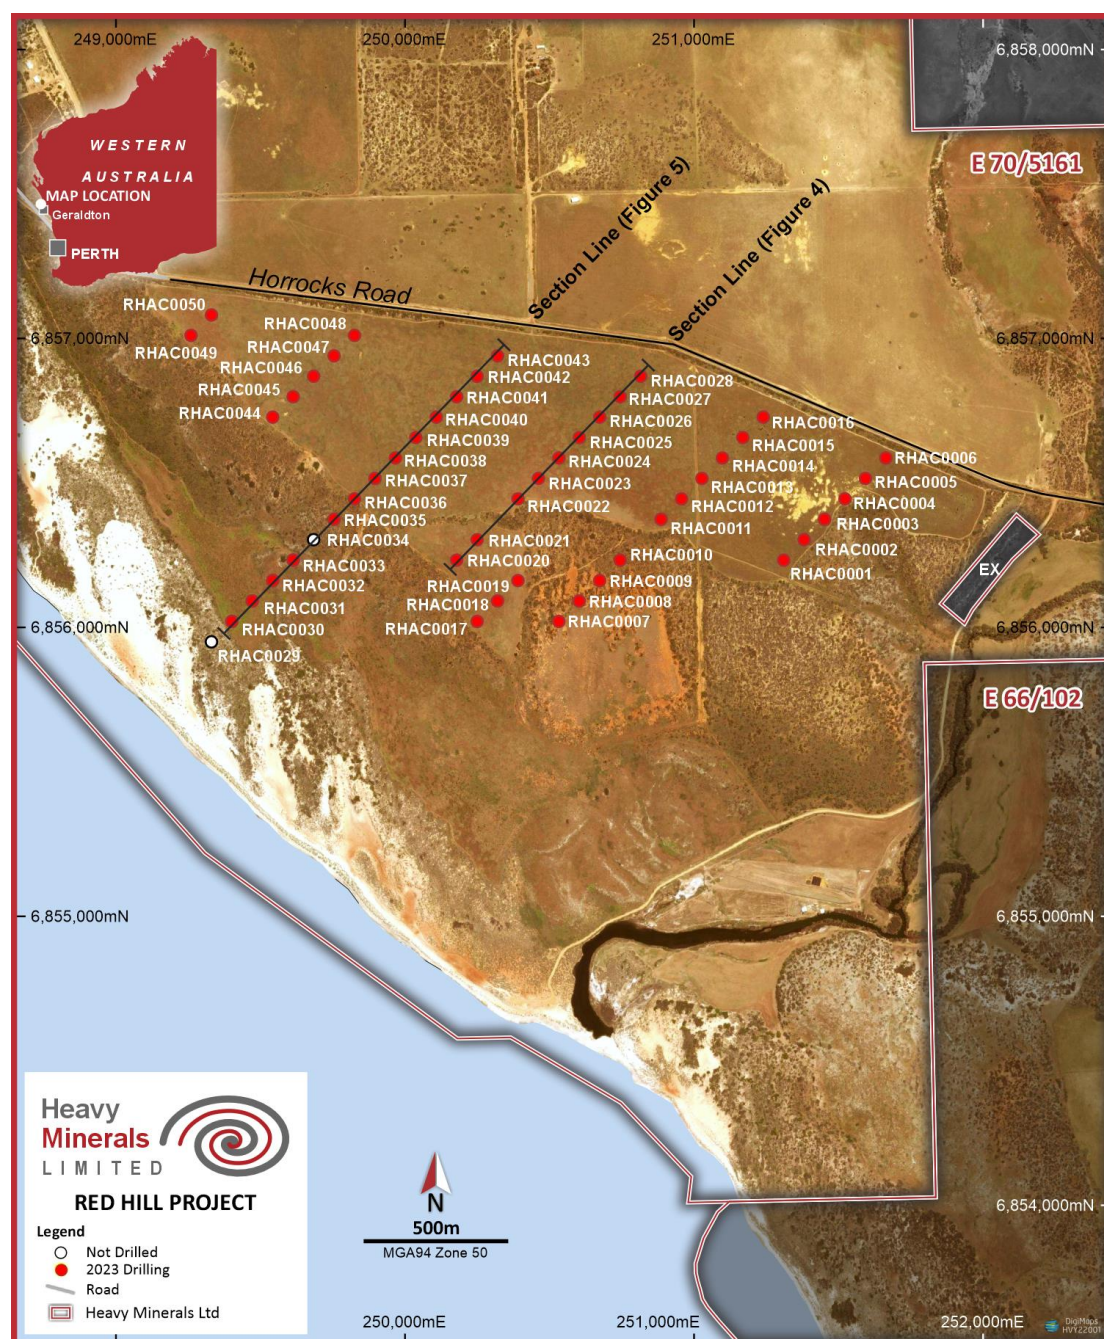 249,000mE
250,000mE
251,000mE
6,858,000mN
WESTERN
AUSTRALIA
MAP LOCATION
Geraldton
PERTH
E 70/5161
Section Line (Figure 5)
Section Line (Figure 4)
Horrocks Road
RHAC0050
RHAC0049
RHAC0048
RHAC0047
RHAC0046
RHAC0045
RHAC0044
6,857,000mN
6,857,000mN
RHAC0043
RHAC0042
RHAC0041
RHAC0040
RHAC0039
RHAC0038
RHAC0037
RHAC0036
RHAC0035
RHAC0034
RHAC0033
RHAC0032
RHAC0031
RHAC0030
RHAC0029
RHAC0028
RHAC0027
RHAC0026
RHAC0025
RHAC0024
RHAC0023
RHAC0022
RHAC0021
RHAC0020
RHAC0019
RHAC0018
RHAC0017
RHAC0016
RHAC0015
RHAC0014
RHAC0013
RHAC0012
RHAC0011
RHAC0010
RHAC0009
RHAC0008
RHAC0007
RHAC0006
RHAC0005
RHAC0004
RHAC0003
RHAC0002
RHAC0001
EX
6,856,000mN
6,856,000mN
E 66/102
6,855,000mN
6,855,000mN
Heavy
Minerals
LIMITED
RED HILL PROJECT
Legend
Not Drilled
2023 Drilling
Road
Heavy Minerals Ltd
N
500m
MGA94 Zone 50
6,854,000mN
250,000mE
251,000mE
252,000mE
DigiMaps
HVY22001